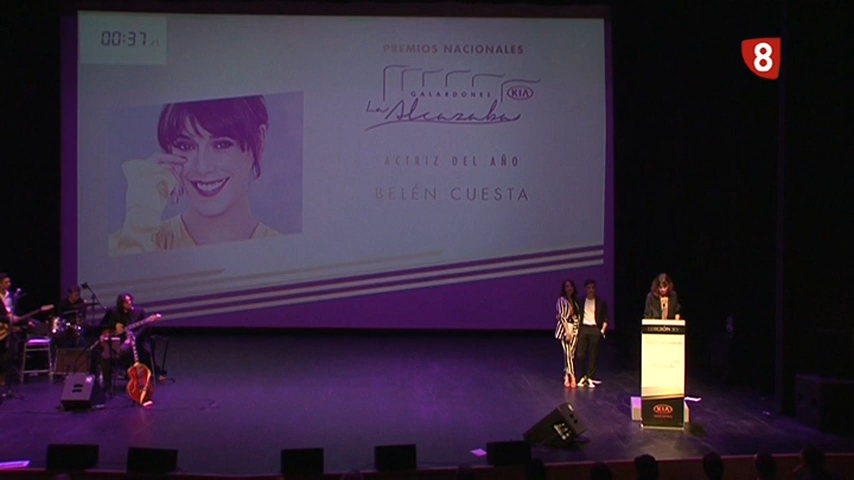 00:37
8
PREMIOS NACIONALES
GALARDONES
KIA
La Alcazaba
ACTRIZ DEL AÑO
BELÉN CUESTA
KIA